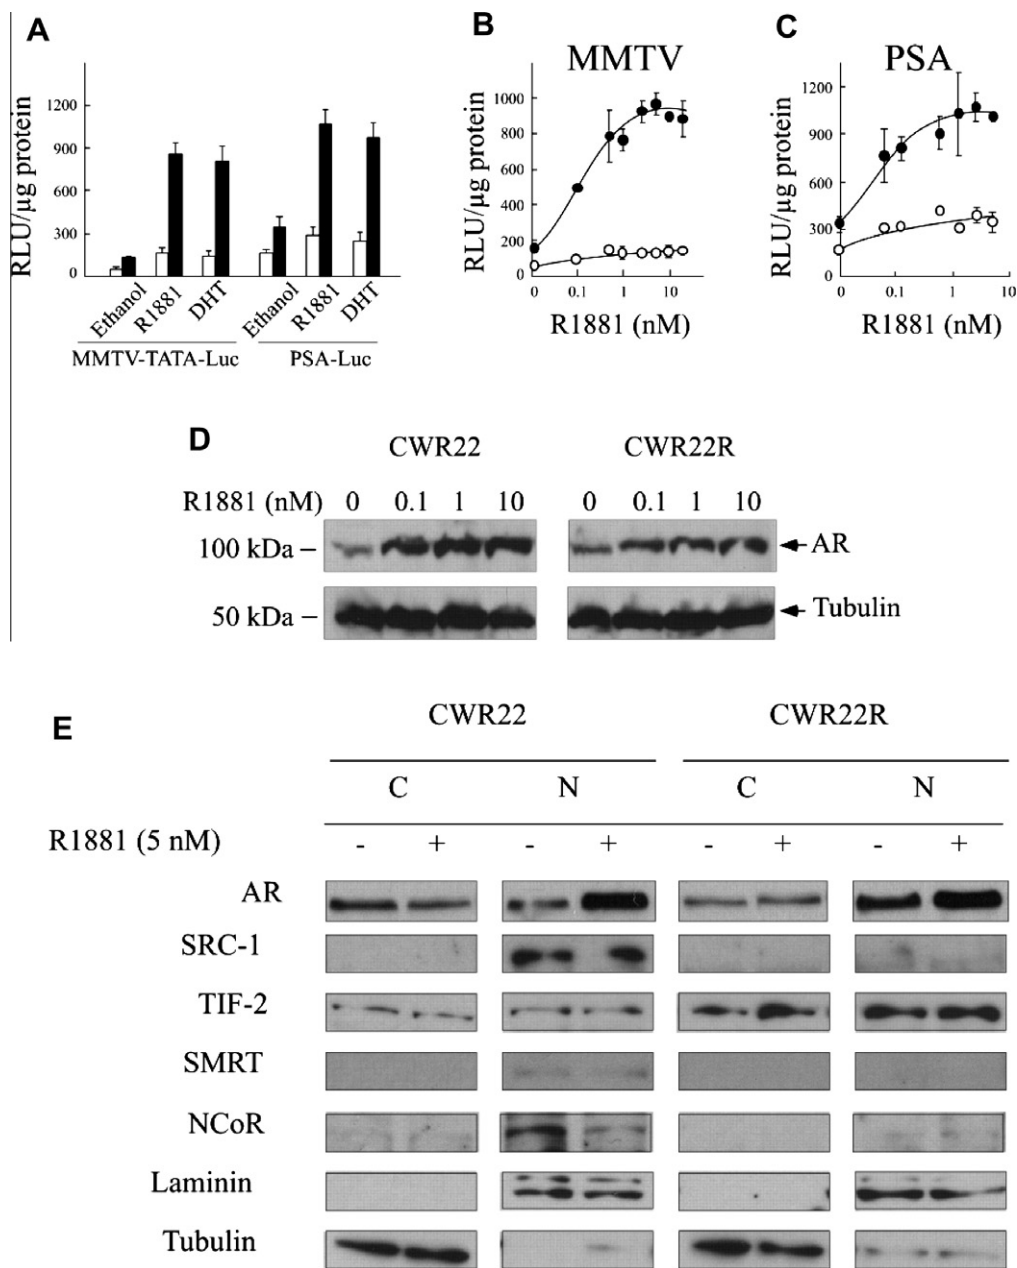 A
RLU/μg protein
1200
900
600
300
0
Ethanol
R1881
DHT
Ethanol
R1881
DHT
MMTV-TATA-Luc
PSA-Luc
B
MMTV
RLU/μg protein
1000
800
600
400
200
0
0 0.1 1 10
R1881 (nM)
C
PSA
RLU/μg protein
1200
900
600
300
0
0 0.1 1 10
R1881 (nM)
D
CWR22 CWR22R
R1881 (nM) 0 0.1 1 10 0 0.1 1 10
100 kDa AR
50 kDa Tubulin
E
CWR22 CWR22R
C N C N
R1881 (5 nM) - + - + - + - +
AR
SRC-1
TIF-2
SMRT
NCoR
Laminin
Tubulin